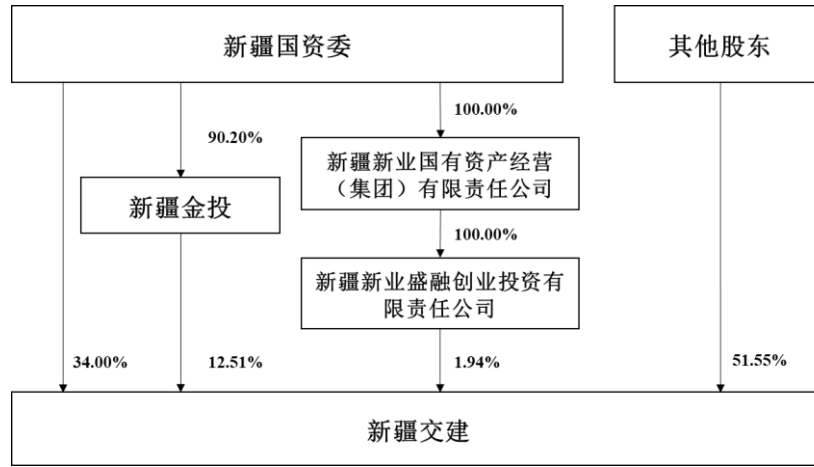 新疆国资委
其他股东
100.00%
90.20%
新疆新业国有资产经营
（集团）有限责任公司
新疆金投
100.00%
新疆新业盛融创业投资有
限责任公司
34.00%
12.51%
1.94%
51.55%
新疆交建